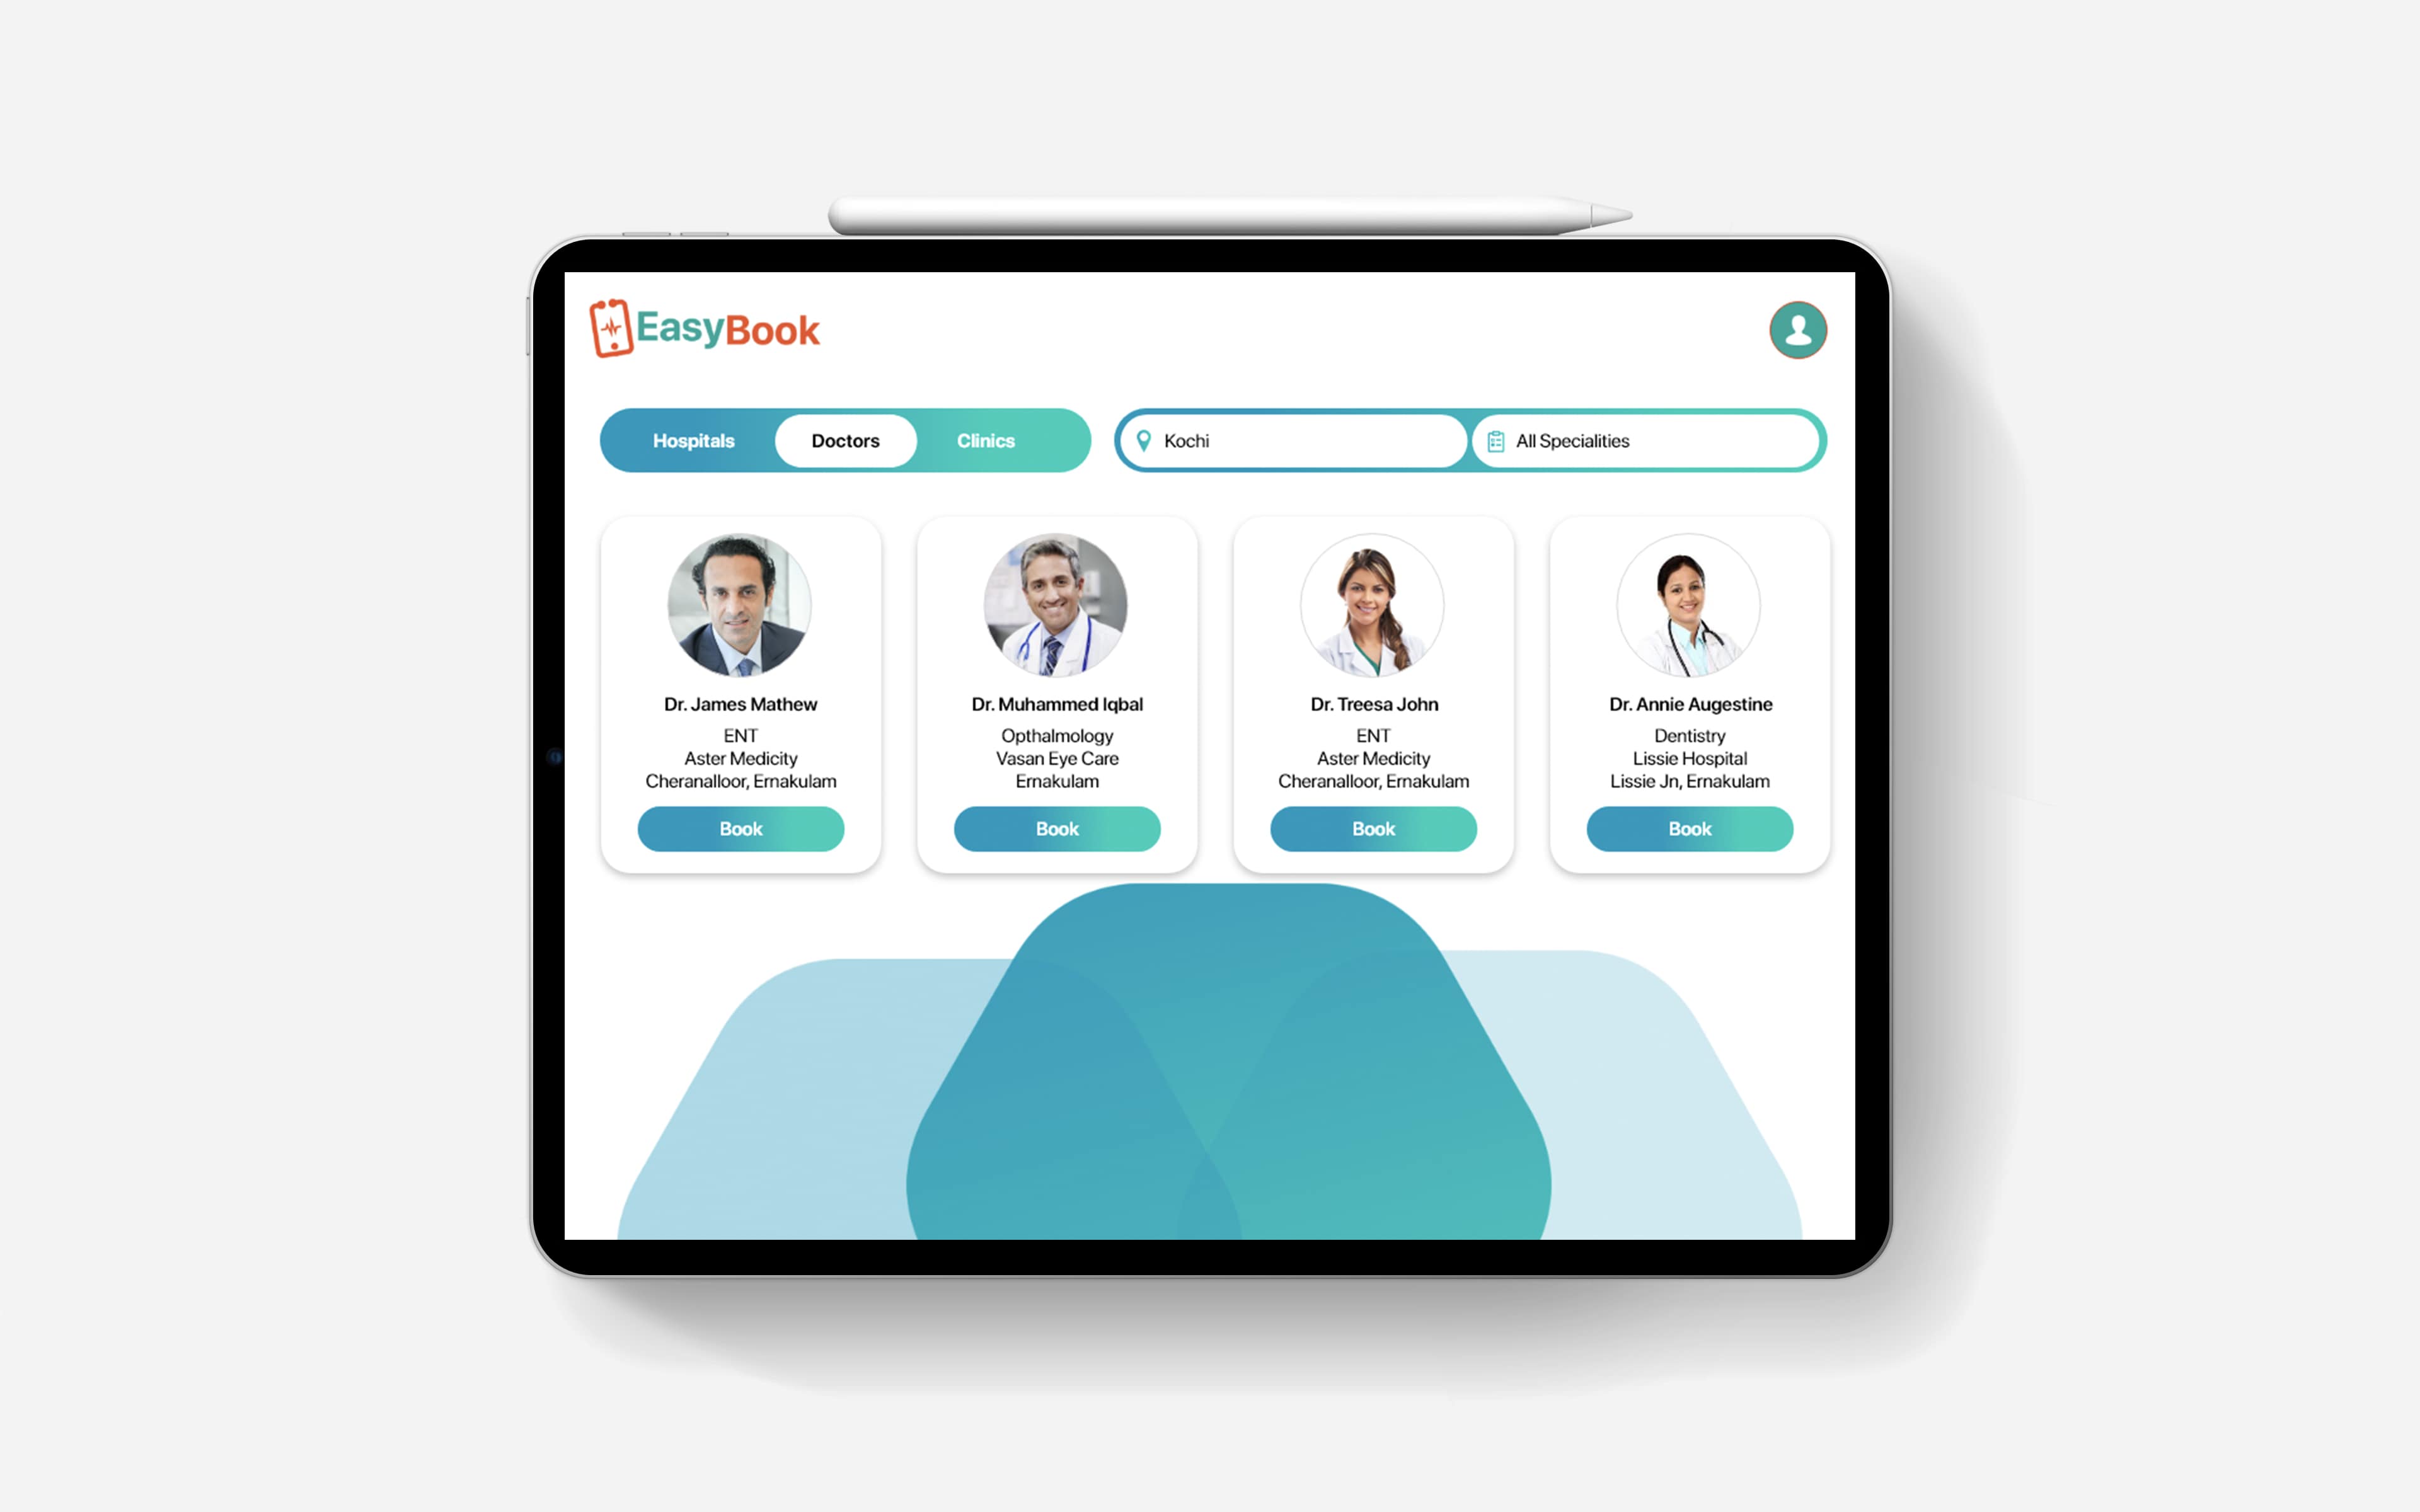 EasyBook
Hospitals Doctors Clinics
Kochi
All Specialities
Dr. James Mathew
ENT
Aster Medicity
Cheranalloor, Ernakulam
Book
Dr. Muhammed Iqbal
Opthalmology
Vasan Eye Care
Ernakulam
Book
Dr. Treesa John
ENT
Aster Medicity
Cheranalloor, Ernakulam
Book
Dr. Annie Augestine
Dentistry
Lissie Hospital
Lissie Jn, Ernakulam
Book